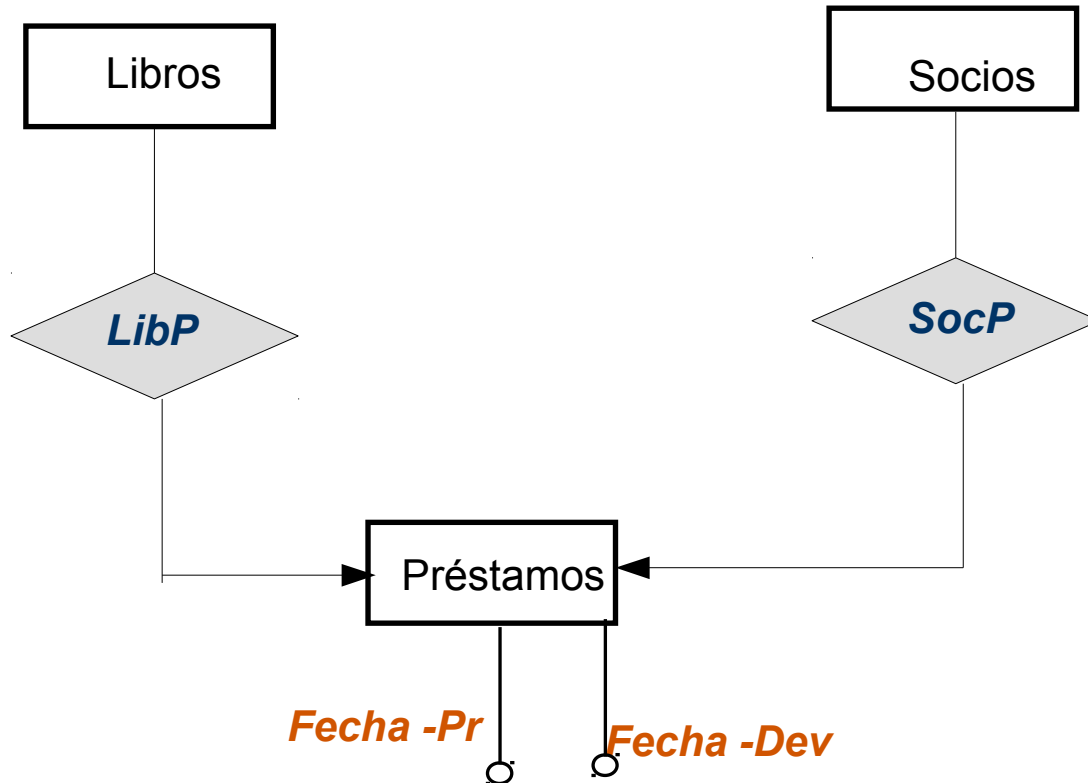 Libros
Socios
LibP
SocP
Préstamos
Fecha -Pr
Fecha -Dev